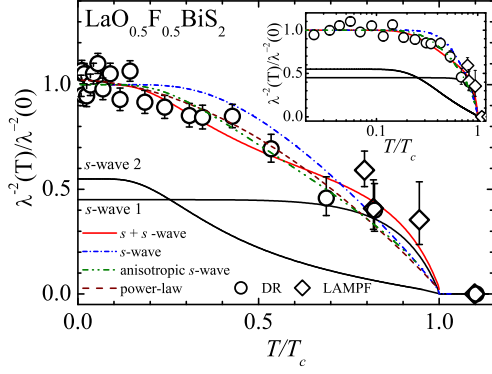 LaO₀.₅F₀.₅BiS₂
λ⁻²(T)/λ⁻²(0)
1.0
0.5
0.0
0.0
0.5
1.0
T/Tc
s-wave 2
s-wave 1
s + s -wave
s-wave
anisotropic s-wave
power-law
DR
LAMPF
λ⁻²(T)/λ⁻²(0)
1.0
0.5
0.0
0.1
1
T/Tc